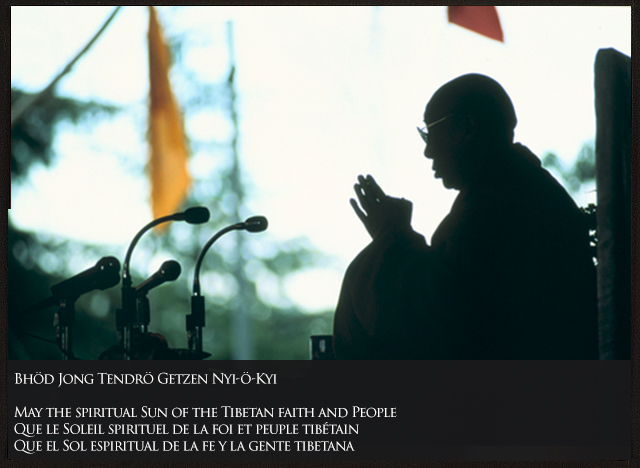 Bhöd Jong Tendrö Getzen Nyi-Ö-Kyi
May the spiritual Sun of the Tibetan faith and People
Que le Soleil spirituel de la foi et peuple tibétain
Que el Sol espiritual de la fe y la gente tibetana